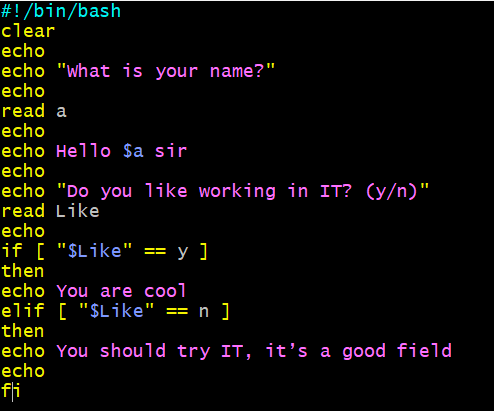 #!/bin/bash
clear
echo
echo "What is your name?"
echo
read a
echo
echo Hello $a sir
echo
echo "Do you like working in IT? (y/n)"
read Like
echo
if [ "$Like" == y ]
then
echo You are cool
elif [ "$Like" == n ]
then
echo You should try IT, it’s a good field
echo
fi